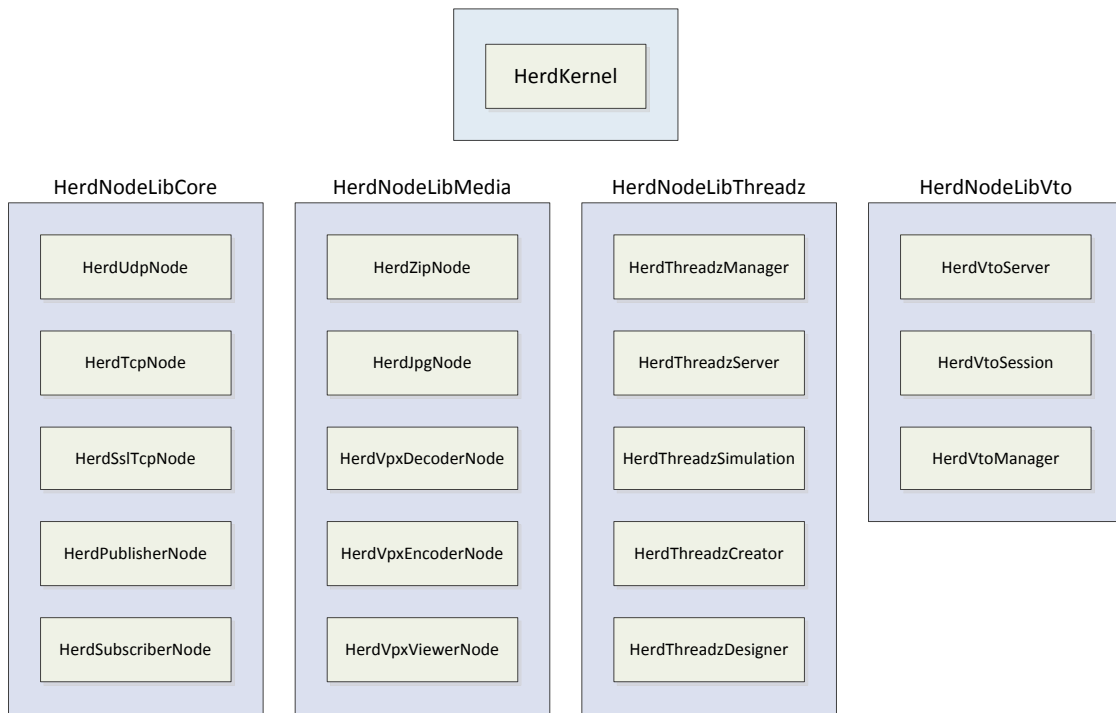 HerdKernel
HerdNodeLibCore
HerdUdpNode
HerdTcpNode
HerdSslTcpNode
HerdPublisherNode
HerdSubscriberNode
HerdNodeLibMedia
HerdZipNode
HerdJpgNode
HerdVpxDecoderNode
HerdVpxEncoderNode
HerdVpxViewerNode
HerdNodeLibThreadz
HerdThreadzManager
HerdThreadzServer
HerdThreadzSimulation
HerdThreadzCreator
HerdThreadzDesigner
HerdNodeLibVto
HerdVtoServer
HerdVtoSession
HerdVtoManager